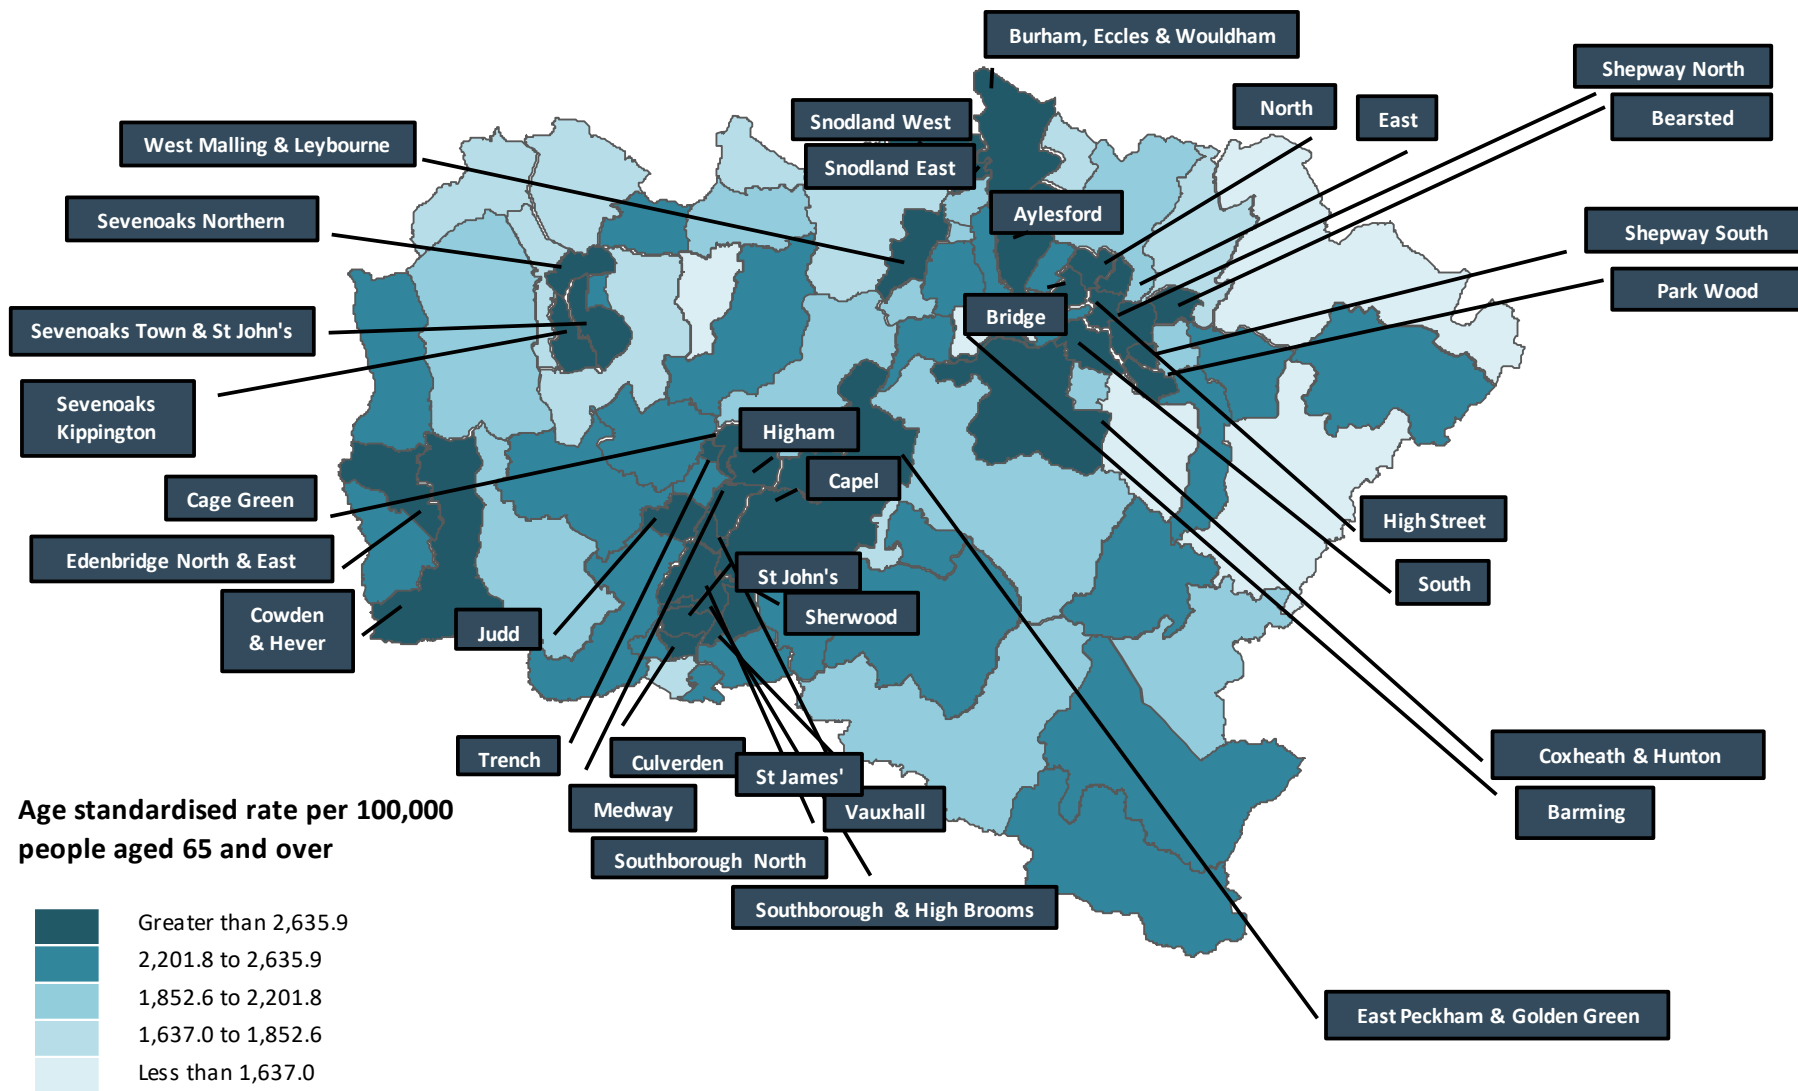 Burham, Eccles & Wouldham
Shepway North
North
Snodland West
East
Bearsted
West Malling & Leybourne
Snodland East
Sevenoaks Northern
Aylesford
Shepway South
Park Wood
Bridge
Sevenoaks Town & St John's
Sevenoaks
Kippington
Higham
Capel
Cage Green
High Street
Edenbridge North & East
St John's
South
Cowden
& Hever
Sherwood
Judd
Trench
Culverden
St James'
Coxheath & Hunton
Medway
Vauxhall
Barming
Southborough North
Southborough & High Brooms
East Peckham & Golden Green
Age standardised rate per 100,000
people aged 65 and over
Greater than 2,635.9
2,201.8 to 2,635.9
1,852.6 to 2,201.8
1,637.0 to 1,852.6
Less than 1,637.0